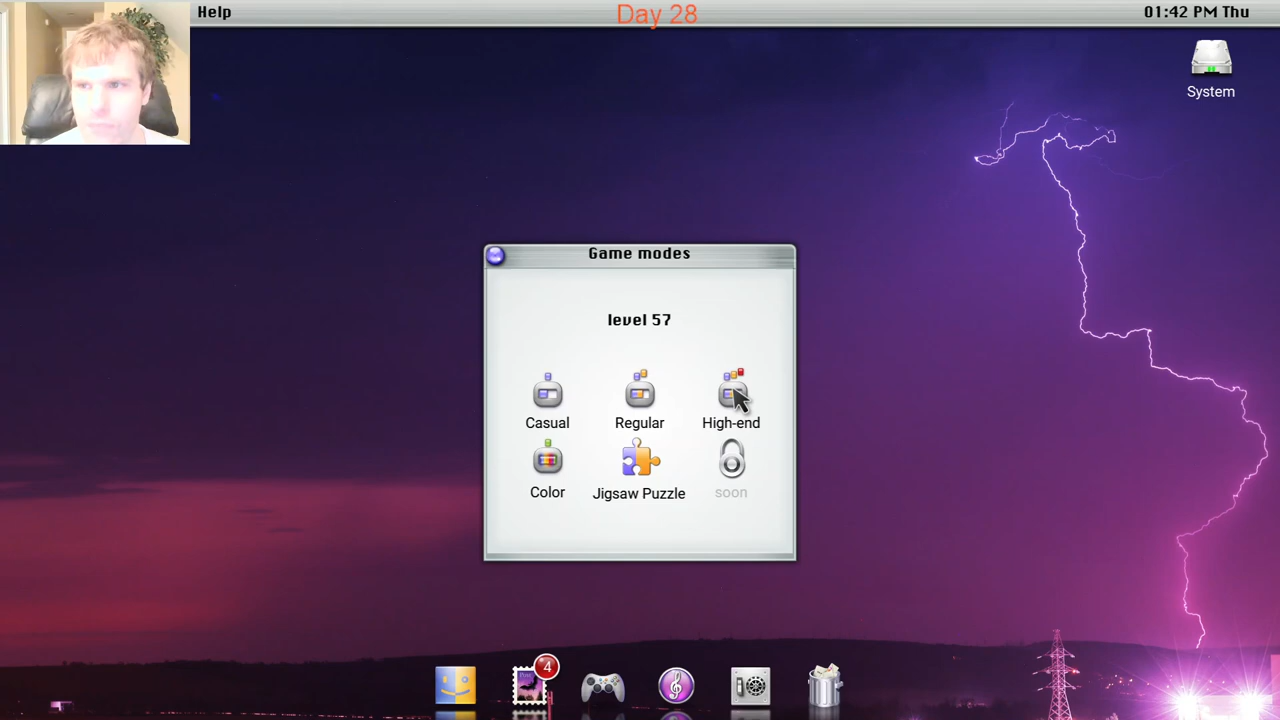 Help
Day 28
01:42 PM Thu
System
Game modes
level 57
Casual
Regular
High-end
Color
Jigsaw Puzzle
soon
4